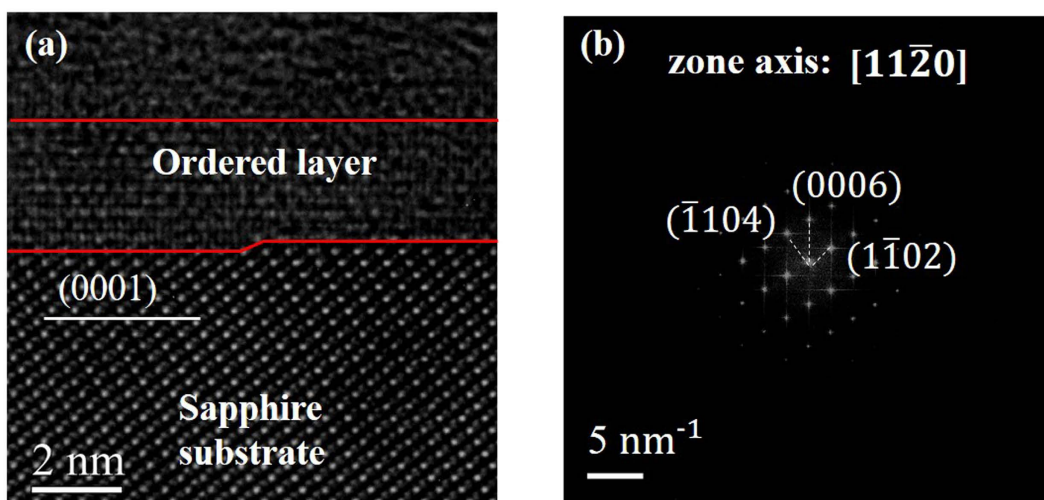 (a)
Ordered layer
(0001)
Sapphire
substrate
2 nm
(b)
zone axis: [112̅0]
(0006)
(1̅104)
(11̅02)
5 nm⁻¹